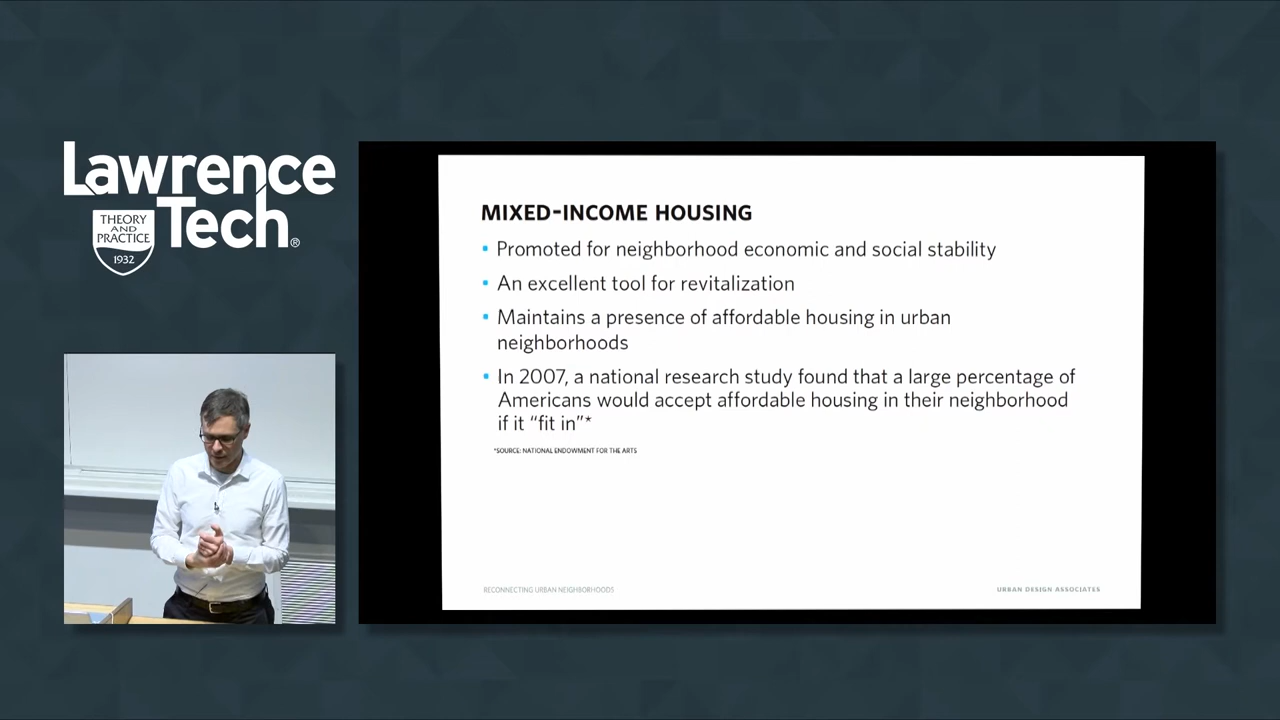 Lawrence
Tech®
THEORY
AND
PRACTICE
1932
MIXED-INCOME HOUSING
▪ Promoted for neighborhood economic and social stability
▪ An excellent tool for revitalization
▪ Maintains a presence of affordable housing in urban
neighborhoods
▪ In 2007, a national research study found that a large percentage of
Americans would accept affordable housing in their neighborhood
if it “fit in”*
*SOURCE: NATIONAL ENDOWMENT FOR THE ARTS
RECONNECTING URBAN NEIGHBORHOODS
URBAN DESIGN ASSOCIATES